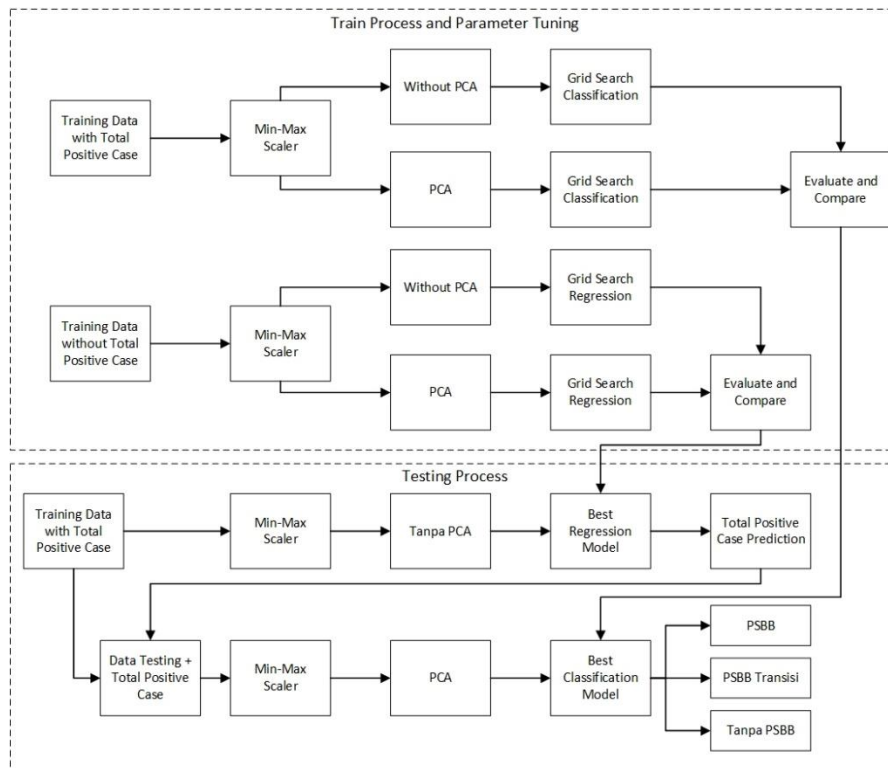 Train Process and Parameter Tuning
Without PCA
Grid Search
Classification
Training Data
with Total
Positive Case
Min-Max
Scaler
PCA
Grid Search
Classification
Evaluate and
Compare
Without PCA
Grid Search
Regression
Training Data
without Total
Positive Case
Min-Max
Scaler
PCA
Grid Search
Regression
Evaluate and
Compare
Testing Process
Training Data
with Total
Positive Case
Min-Max
Scaler
Tanpa PCA
Best
Regression
Model
Total Positive
Case Prediction
Data Testing +
Total Positive
Case
Min-Max
Scaler
PCA
Best
Classification
Model
PSBB
PSBB Transisi
Tanpa PSBB